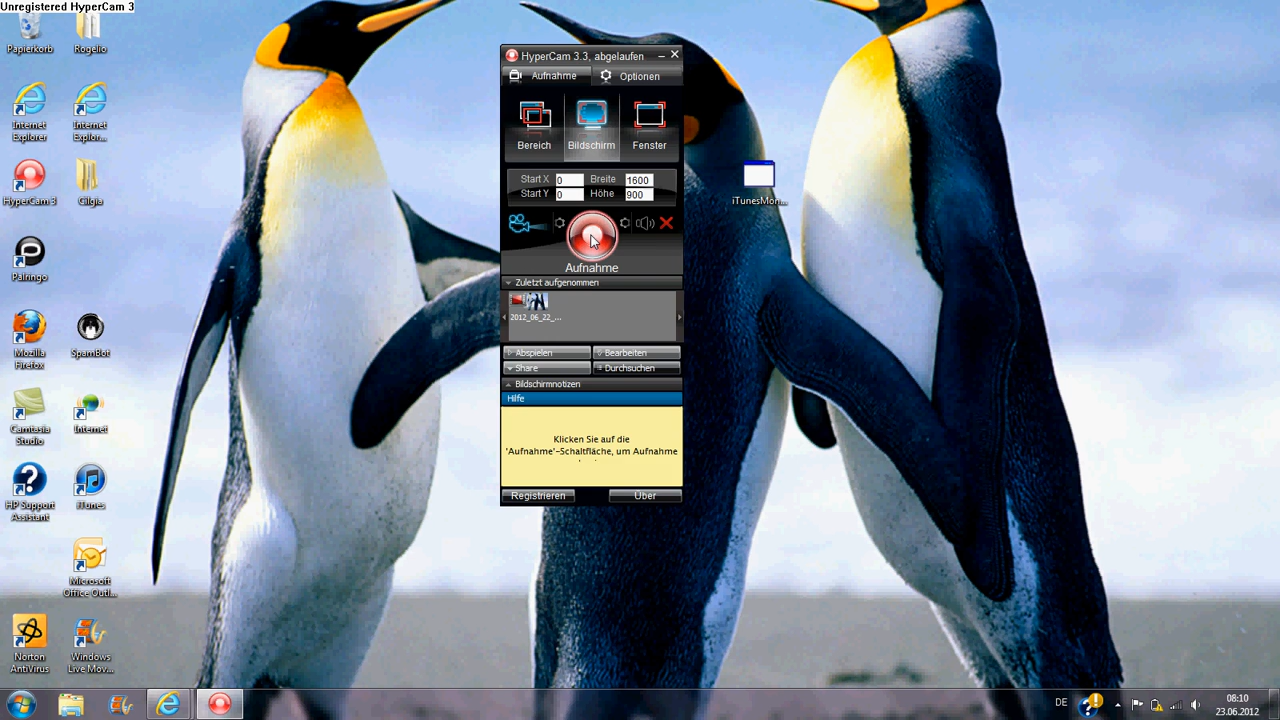 Unregistered HyperCam 3
Papierkorb
Rogelio
Internet
Explorer
Internet
Explor...
HyperCam 3
Gilgia
Palringo
Mozilla
Firefox
SpamBot
Camtasia
Studio
Internet
HP Support
Assistant
iTunes
Microsoft
Office Outl...
Norton
AntiVirus
Windows
Live Mov...
HyperCam 3.3, abgelaufen
Aufnahme
Optionen
Bereich
Bildschirm
Fenster
Start X 0 Breite 1600
Start Y 0 Höhe 900
Aufnahme
Zuletzt aufgenommen
2012_06_22_...
Abspielen
Bearbeiten
Share
Durchsuchen
Bildschirmnotizen
Hilfe
Klicken Sie auf die
'Aufnahme'-Schaltfläche, um Aufnahme
Registrieren
Über
iTunesMon...
DE
08:10
23.06.2012